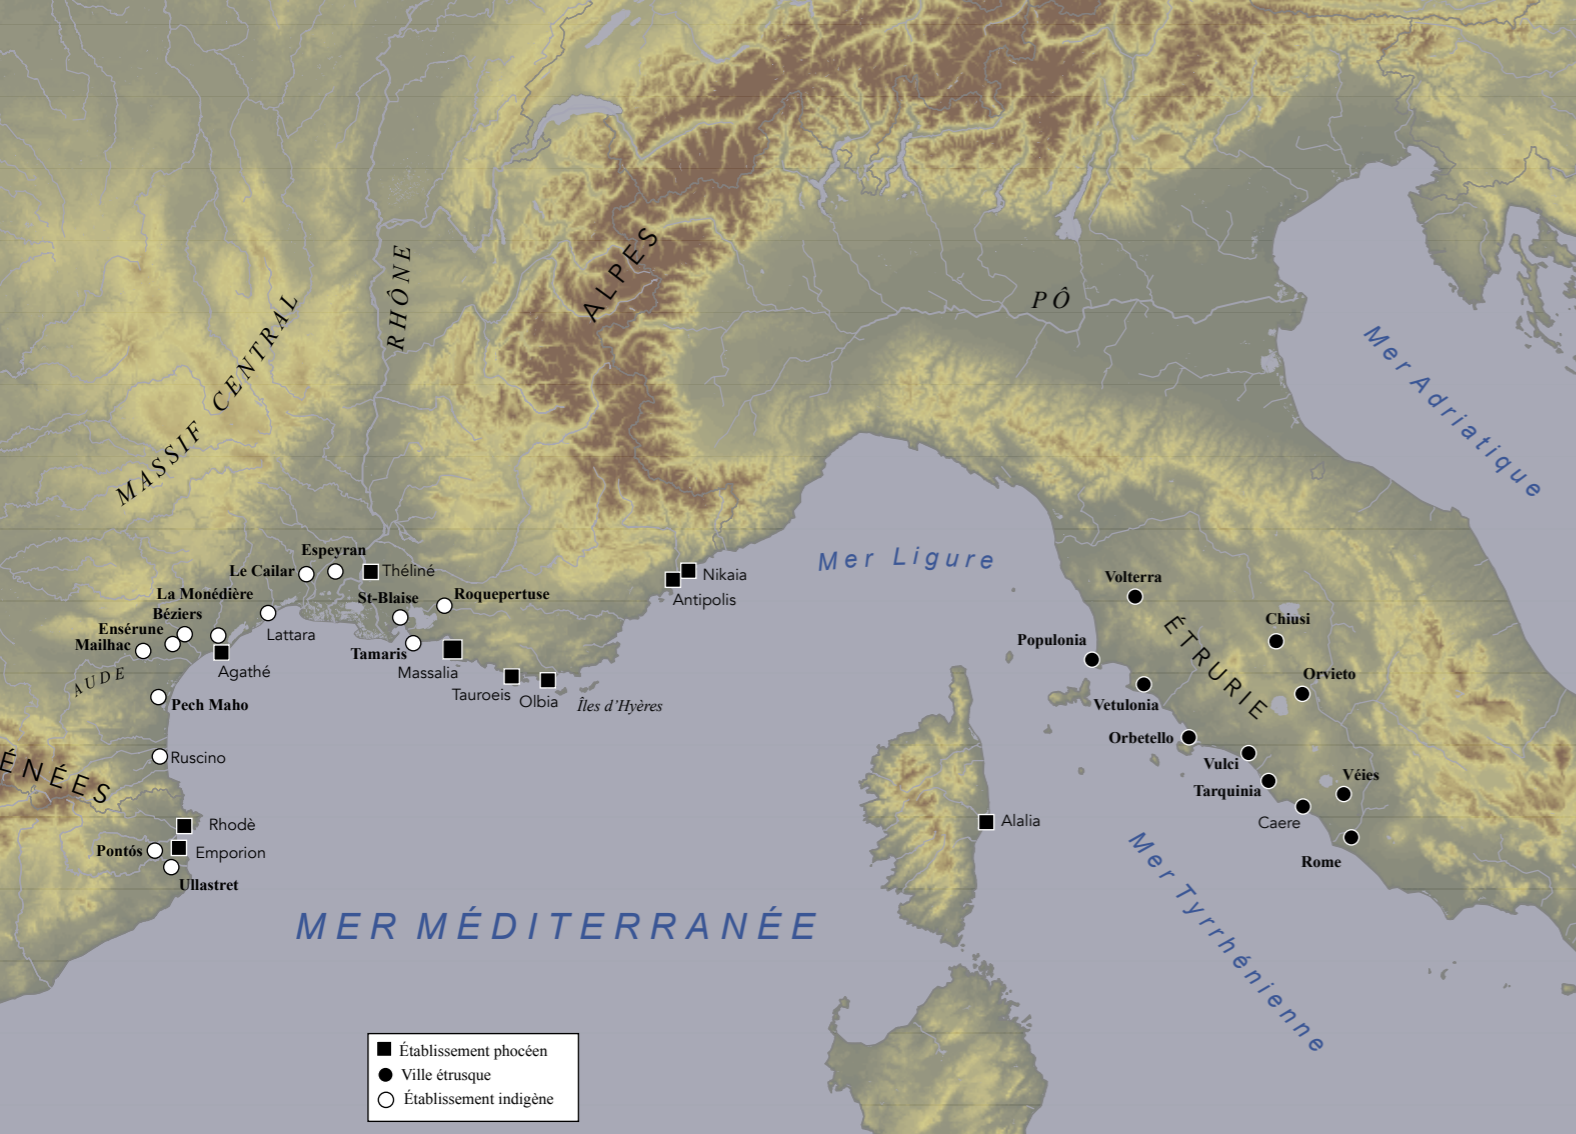 ALPES
RHÔNE
PÔ
MASSIF CENTRAL
Mer Adriatique
Espeyran
Le Cailar
Théliné
Mer Ligure
Nikaia
Antipolis
La Monédière
St-Blaise
Roquepertuse
Béziers
Ensérune
Lattara
Mailhac
Tamaris
Agathé
Massalia
AUDE
Tauroeis
Olbia
Îles d'Hyères
Pech Maho
Ruscino
ÉNÉES
Rhodè
Emporion
Pontós
Ullastret
Volterra
Chiusi
ÉTRURIE
Populonia
Orvieto
Vetulonia
Orbetello
Vulci
Véies
Tarquinia
Caere
Alalia
Rome
Mer Tyrrhénienne
MER MÉDITERRANÉE
Établissement phocéen
Ville étrusque
Établissement indigène